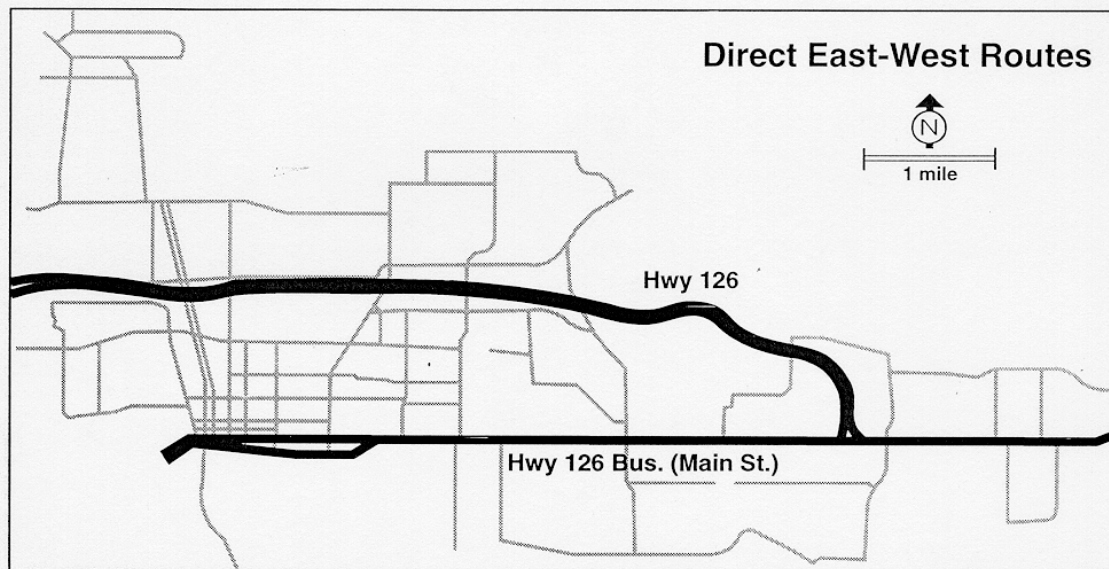 Direct East-West Routes
N
1 mile
Hwy 126
Hwy 126 Bus. (Main St.)